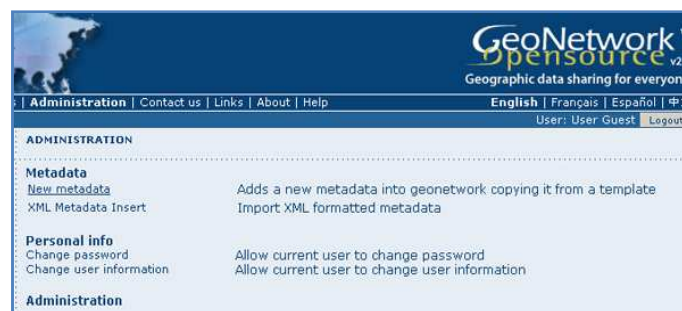 GeoNetwork
Opensource v2
Geographic data sharing for everyon
| Administration | Contact us | Links | About | Help English | Français | Español | 中
User: User Guest Logout
ADMINISTRATION
Metadata
New metadata Adds a new metadata into geonetwork copying it from a template
XML Metadata Insert Import XML formatted metadata
Personal info
Change password Allow current user to change password
Change user information Allow current user to change user information
Administration